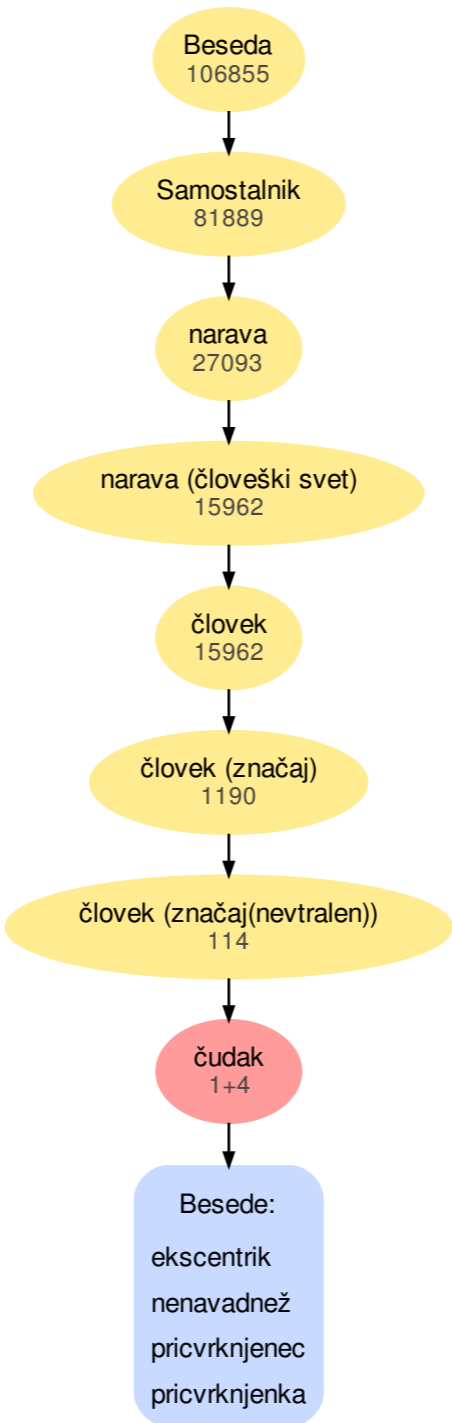 Beseda
106855
Samostalnik
81889
narava
27093
narava (človeški svet)
15962
človek
15962
človek (značaj)
1190
človek (značaj(nevtralen))
114
čudak
1+4
Besede:
ekscentrik
nenavadnež
pricvrknjenec
pricvrknjenka